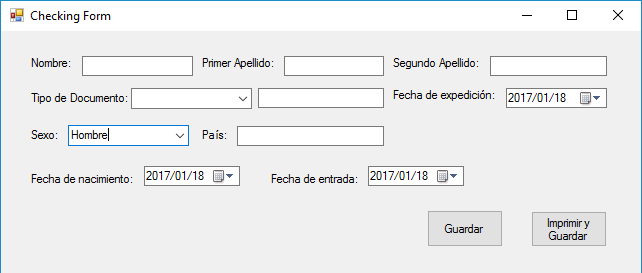 Checking Form
Nombre: Primer Apellido: Segundo Apellido:
Tipo de Documento: Fecha de expedición: 2017/01/18
Sexo: Hombre País:
Fecha de nacimiento: 2017/01/18 Fecha de entrada: 2017/01/18
Guardar Imprimir y
Guardar